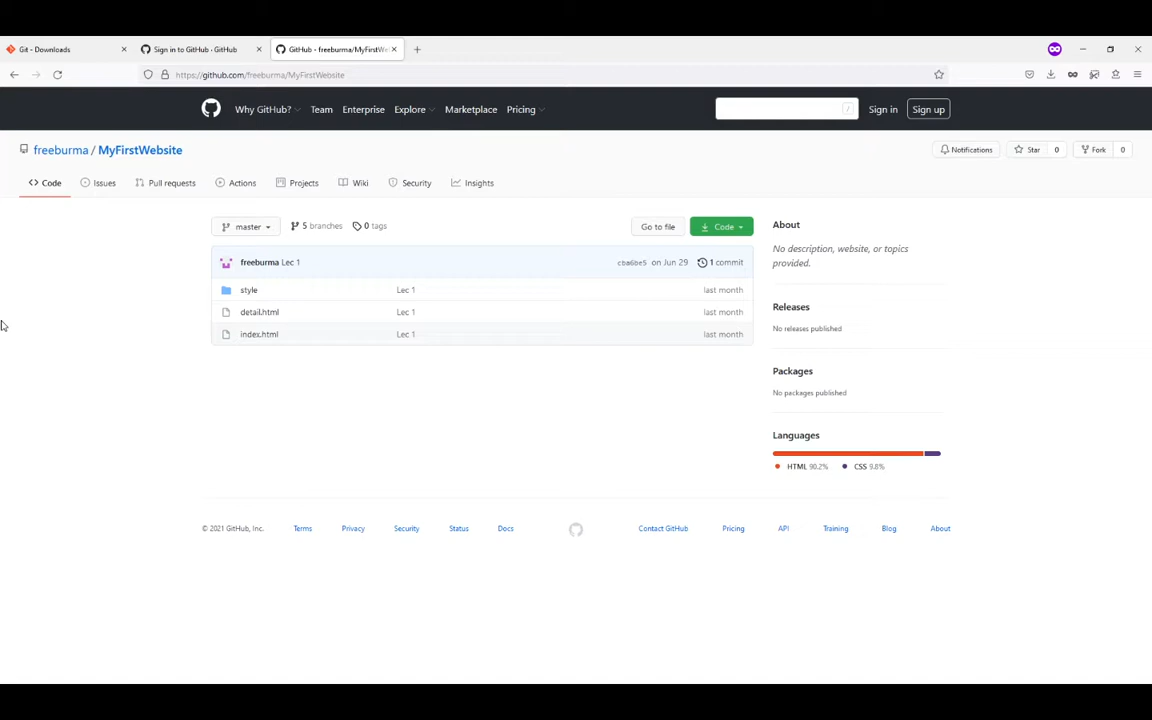 Git - Downloads
Sign in to GitHub · GitHub
GitHub - freeburma/MyFirstWe
https://github.com/freeburma/MyFirstWebsite
Why GitHub? Team Enterprise Explore Marketplace Pricing / Sign in Sign up
freeburma / MyFirstWebsite Notifications Star 0 Fork 0
Code Issues Pull requests Actions Projects Wiki Security Insights
master 5 branches 0 tags Go to file Code
freeburma Lec 1 cba6be5 on Jun 29 1 commit
style Lec 1 last month
detail.html Lec 1 last month
index.html Lec 1 last month
About
No description, website, or topics
provided.
Releases
No releases published
Packages
No packages published
Languages
HTML 90.2% CSS 9.8%
© 2021 GitHub, Inc. Terms Privacy Security Status Docs Contact GitHub Pricing API Training Blog About